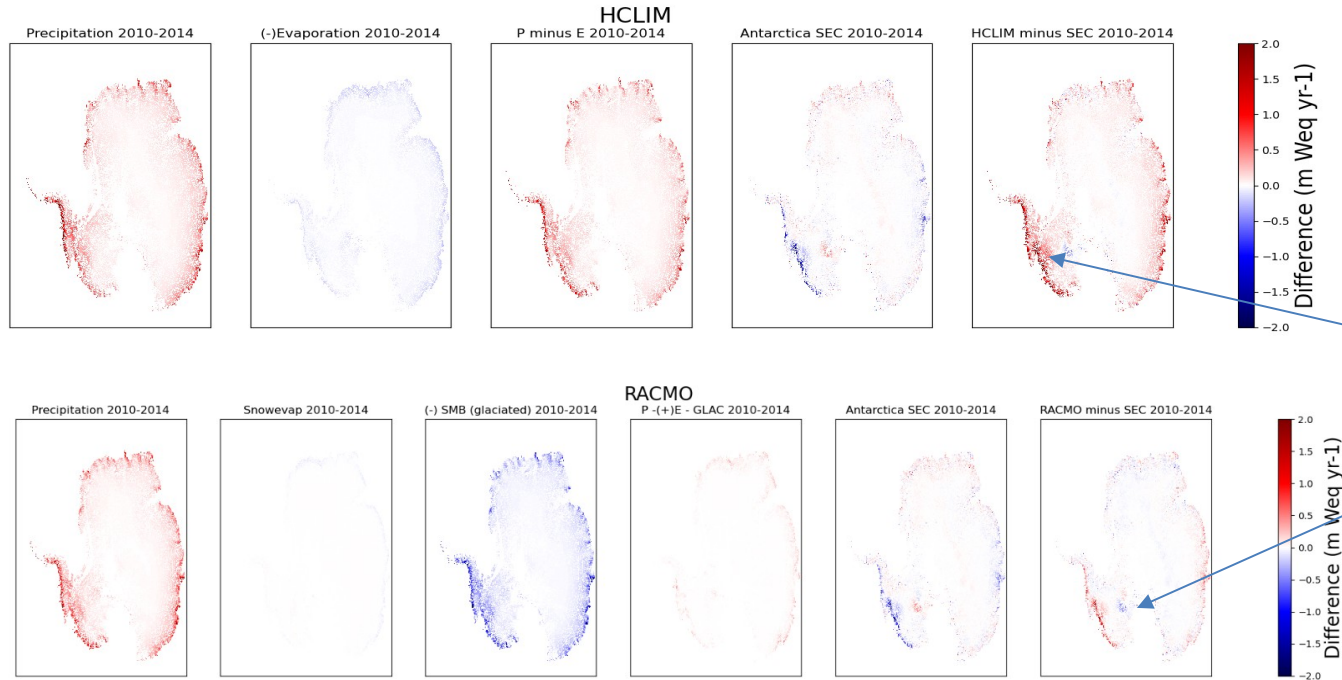 HCLIM
Precipitation 2010-2014
(-)Evaporation 2010-2014
P minus E 2010-2014
Antarctica SEC 2010-2014
HCLIM minus SEC 2010-2014
2.0
1.5
1.0
0.5
0.0
−0.5
−1.0
−1.5
−2.0
Difference (m Weq yr-1)
RACMO
Precipitation 2010-2014
Snowevap 2010-2014
(-) SMB (glaciated) 2010-2014
P -(+)E - GLAC 2010-2014
Antarctica SEC 2010-2014
RACMO minus SEC 2010-2014
2.0
1.5
1.0
0.5
0.0
−0.5
−1.0
−1.5
−2.0
Difference (m Weq yr-1)